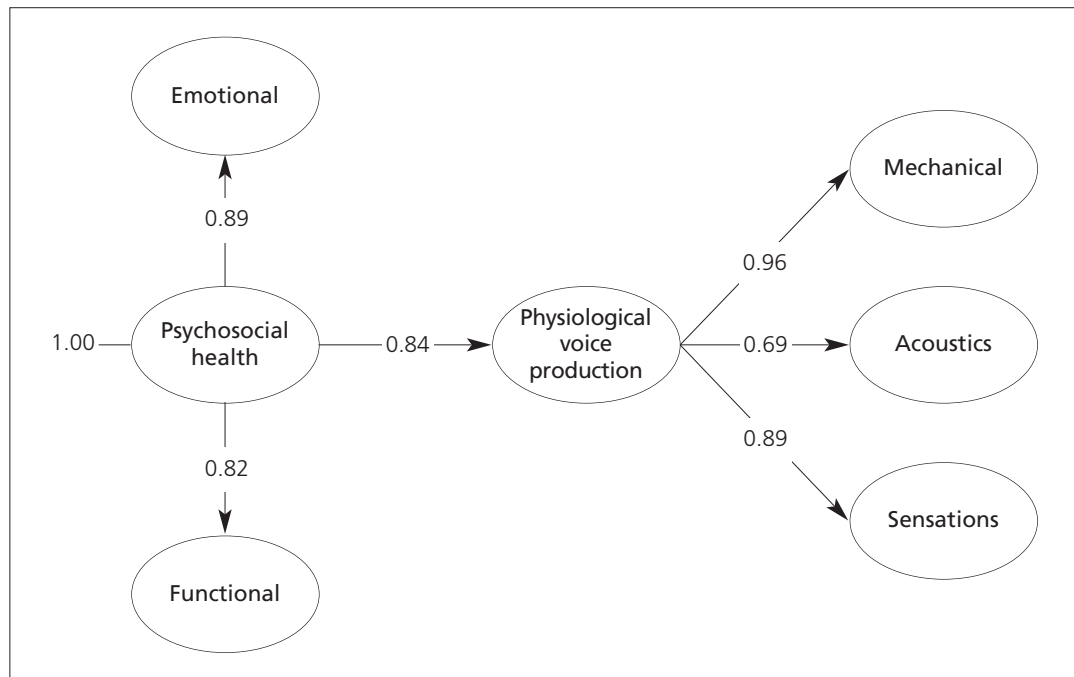 Emotional
0.89
1.00
Psychosocial
health
0.84
Physiological
voice
production
0.82
Functional
Mechanical
0.96
0.69
Acoustics
0.89
Sensations